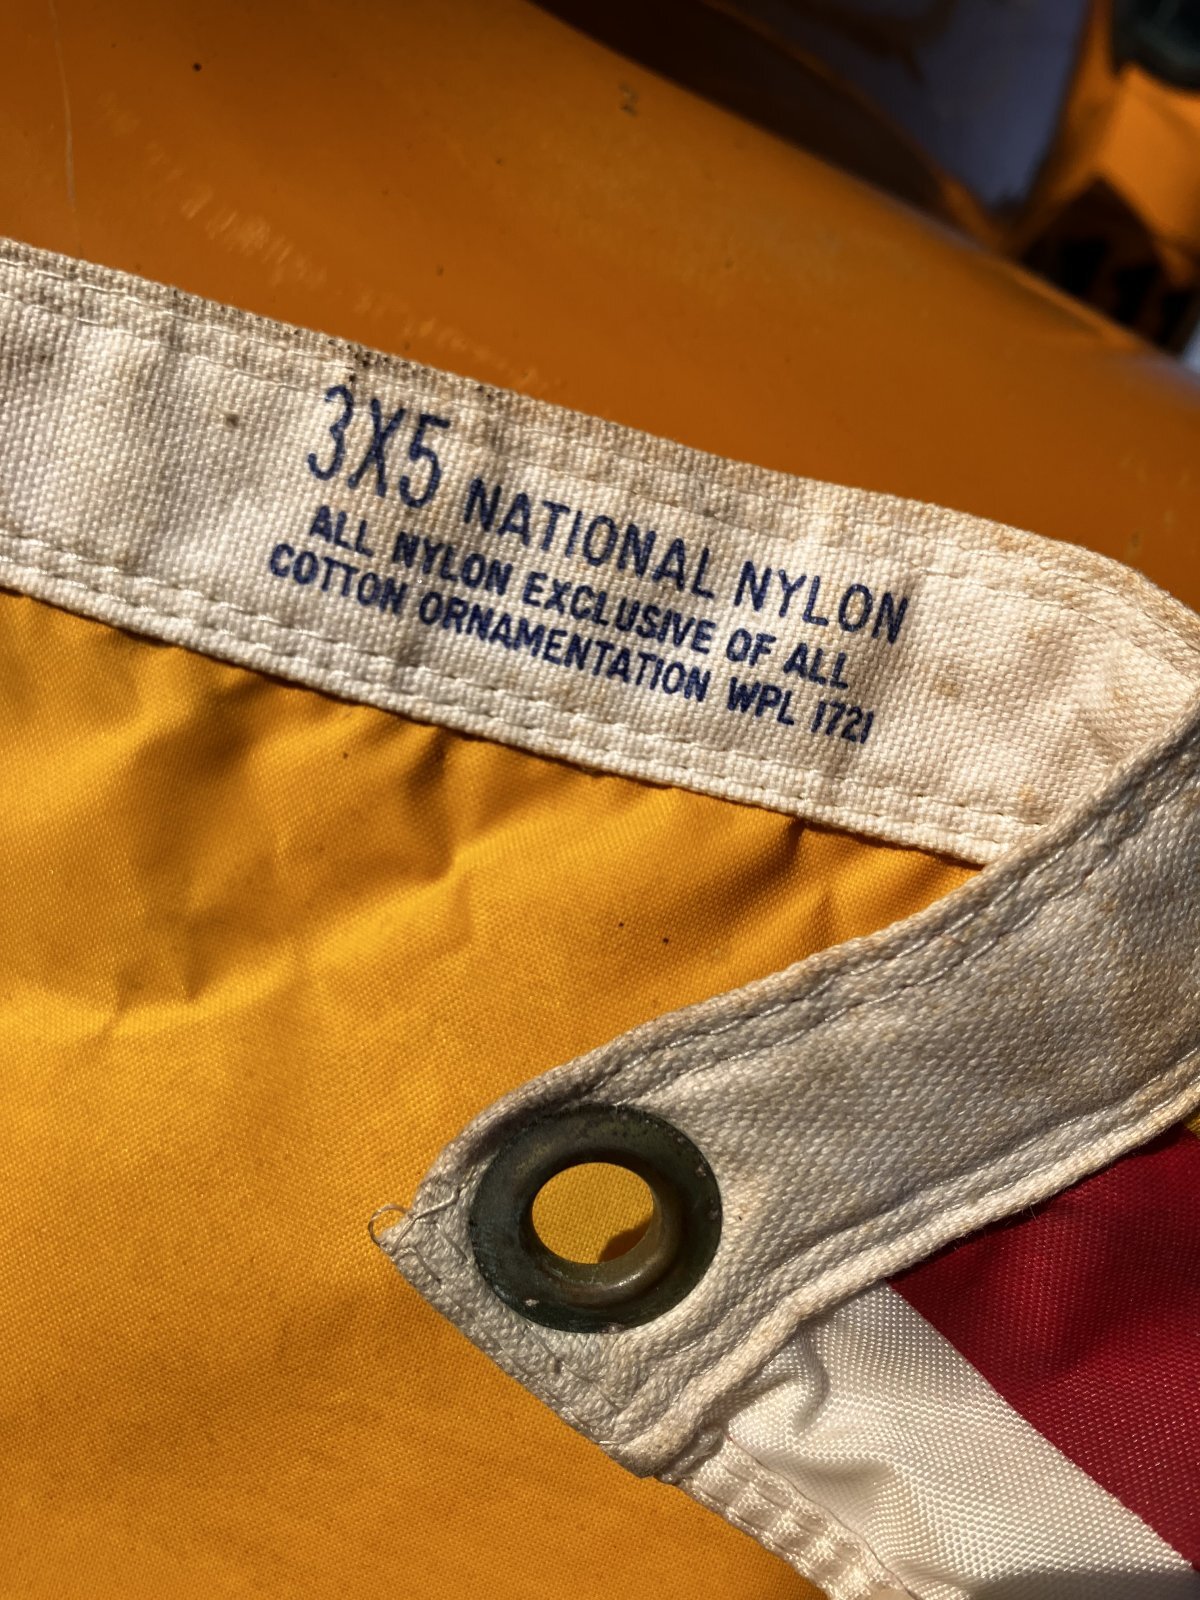 3X5 NATIONAL NYLON
ALL NYLON EXCLUSIVE OF ALL
COTTON ORNAMENTATION WPL 1721